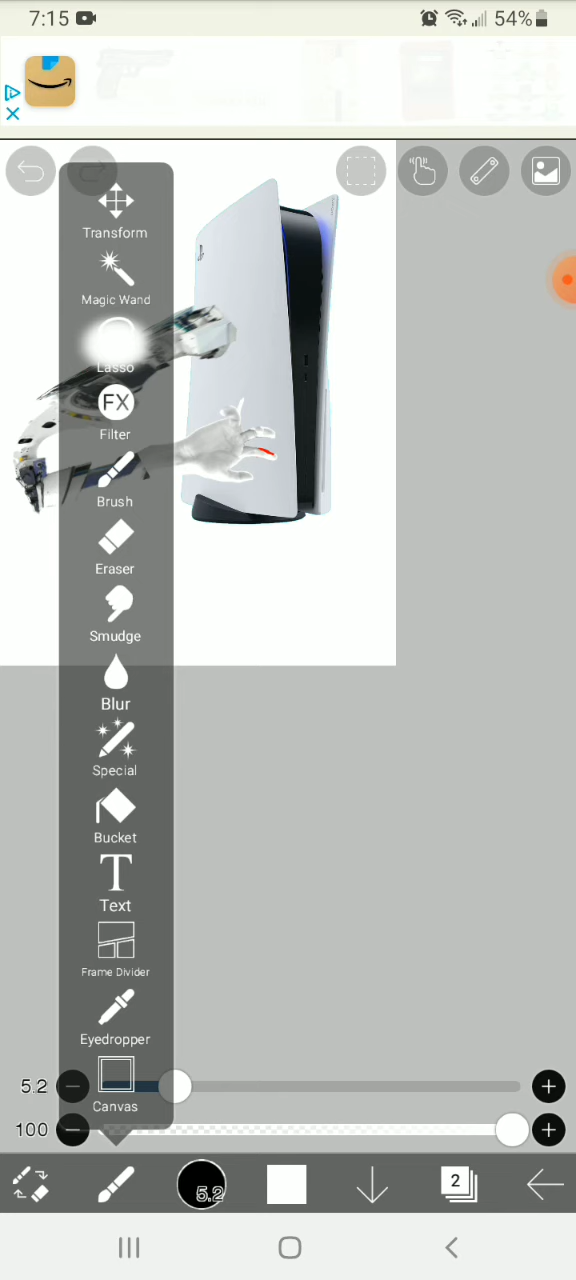 7:15
54%
Transform
Magic Wand
Lasso
FX
Filter
Brush
Eraser
Smudge
Blur
Special
Bucket
T
Text
Frame Divider
Eyedropper
Canvas
5.2
100
5.2
2